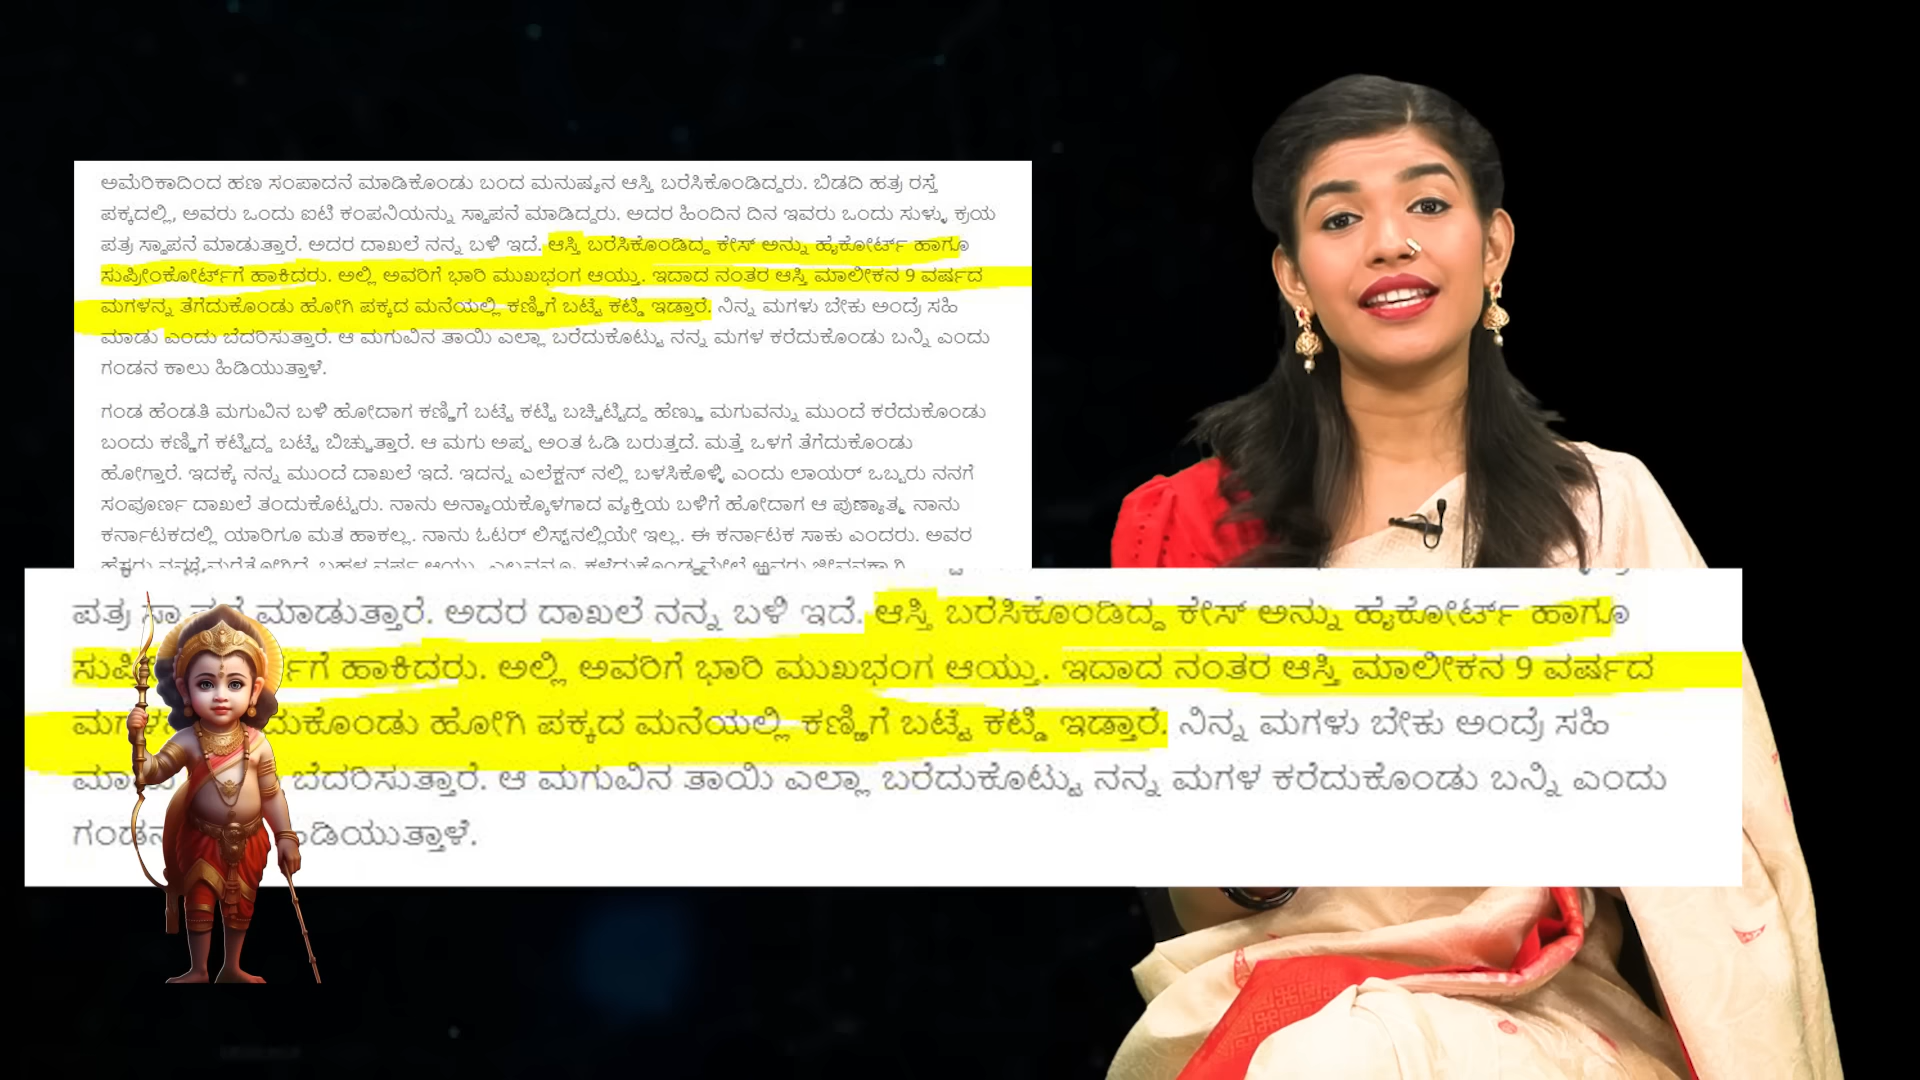 ಅಮೆರಿಕಾದಿಂದ ಹಣ ಸಂಪಾದನೆ ಮಾಡಿಕೊಂಡು ಬಂದ ಮನುಷ್ಯನ ಆಸ್ತಿ ಬರೆಸಿಕೊಂಡಿದ್ದರು. ಬಿಡದಿ ಹತ್ರ ರಸ್ತೆ
ಪಕ್ಕದಲ್ಲಿ, ಅವರು ಒಂದು ಐಟಿ ಕಂಪನಿಯನ್ನು ಸ್ಥಾಪನೆ ಮಾಡಿದ್ದರು. ಅದರ ಹಿಂದಿನ ದಿನ ಇವರು ಒಂದು ಸುಳ್ಳು ಕ್ರಯ
ಪತ್ರ ಸ್ಥಾಪನೆ ಮಾಡುತ್ತಾರೆ. ಅದರ ದಾಖಲೆ ನನ್ನ ಬಳಿ ಇದೆ. ಆಸ್ತಿ ಬರೆಸಿಕೊಂಡಿದ್ದ ಕೇಸ್ ಅನ್ನು ಹೈಕೋರ್ಟ್ ಹಾಗೂ
ಸುಪ್ರೀಂಕೋರ್ಟ್‌ಗೆ ಹಾಕಿದರು. ಅಲ್ಲಿ ಅವರಿಗೆ ಭಾರಿ ಮುಖಭಂಗ ಆಯ್ತು. ಇದಾದ ನಂತರ ಆಸ್ತಿ ಮಾಲೀಕನ 9 ವರ್ಷದ
ಮಗಳನ್ನ ತೆಗೆದುಕೊಂಡು ಹೋಗಿ ಪಕ್ಕದ ಮನೆಯಲ್ಲಿ ಕಣ್ಣಿಗೆ ಬಟ್ಟೆ ಕಟ್ಟಿ ಇಡ್ತಾರೆ. ನಿನ್ನ ಮಗಳು ಬೇಕು ಅಂದ್ರೆ ಸಹಿ
ಮಾಡು ಎಂದು ಬೆದರಿಸುತ್ತಾರೆ. ಆ ಮಗುವಿನ ತಾಯಿ ಎಲ್ಲಾ ಬರೆದುಕೊಟ್ಟು ನನ್ನ ಮಗಳ ಕರೆದುಕೊಂಡು ಬನ್ನಿ ಎಂದು
ಗಂಡನ ಕಾಲು ಹಿಡಿಯುತ್ತಾಳೆ.
ಗಂಡ ಹೆಂಡತಿ ಮಗುವಿನ ಬಳಿ ಹೋದಾಗ ಕಣ್ಣಿಗೆ ಬಟ್ಟೆ ಕಟ್ಟಿ ಬಚ್ಚಿಟ್ಟಿದ್ದ ಹೆಣ್ಣು ಮಗುವನ್ನು ಮುಂದೆ ಕರೆದುಕೊಂಡು
ಬಂದು ಕಣ್ಣಿಗೆ ಕಟ್ಟಿದ್ದ ಬಟ್ಟೆ ಬಿಚ್ಚುತ್ತಾರೆ. ಆ ಮಗು ಅಪ್ಪ ಅಂತ ಓಡಿ ಬರುತ್ತದೆ. ಮತ್ತೆ ಒಳಗೆ ತೆಗೆದುಕೊಂಡು
ಹೋಗ್ತಾರೆ. ಇದಕ್ಕೆ ನನ್ನ ಮುಂದೆ ದಾಖಲೆ ಇದೆ. ಇದನ್ನ ಎಲೆಕ್ಷನ್ ನಲ್ಲಿ ಬಳಸಿಕೊಳ್ಳಿ ಎಂದು ಲಾಯರ್ ಒಬ್ಬರು ನನಗೆ
ಸಂಪೂರ್ಣ ದಾಖಲೆ ತಂದುಕೊಟ್ಟರು. ನಾನು ಅನ್ಯಾಯಕ್ಕೊಳಗಾದ ವ್ಯಕ್ತಿಯ ಬಳಿಗೆ ಹೋದಾಗ ಆ ಪುಣ್ಯಾತ್ಮ ನಾನು
ಕರ್ನಾಟಕದಲ್ಲಿ ಯಾರಿಗೂ ಮತ ಹಾಕಲ್ಲ. ನಾನು ಓಟರ್ ಲಿಸ್ಟ್‌ನಲ್ಲಿಯೇ ಇಲ್ಲ. ಈ ಕರ್ನಾಟಕ ಸಾಕು ಎಂದರು. ಅವರ
ಪತ್ರ ಮಾಡುತ್ತಾರೆ. ಅದರ ದಾಖಲೆ ನನ್ನ ಬಳಿ ಇದೆ. ಆಸ್ತಿ ಬರೆಸಿಕೊಂಡಿದ್ದ ಕೇಸ್ ಅನ್ನು ಹೈಕೋರ್ಟ್ ಹಾಗೂ
ಹಾಕಿದರು. ಅಲ್ಲಿ ಅವರಿಗೆ ಭಾರಿ ಮುಖಭಂಗ ಆಯ್ತು. ಇದಾದ ನಂತರ ಆಸ್ತಿ ಮಾಲೀಕನ 9 ವರ್ಷದ
ಹೋಗಿ ಪಕ್ಕದ ಮನೆಯಲ್ಲಿ ಕಣ್ಣಿಗೆ ಬಟ್ಟೆ ಕಟ್ಟಿ ಇಡ್ತಾರೆ. ನಿನ್ನ ಮಗಳು ಬೇಕು ಅಂದ್ರೆ ಸಹಿ
ಬೆದರಿಸುತ್ತಾರೆ. ಆ ಮಗುವಿನ ತಾಯಿ ಎಲ್ಲಾ ಬರೆದುಕೊಟ್ಟು ನನ್ನ ಮಗಳ ಕರೆದುಕೊಂಡು ಬನ್ನಿ ಎಂದು